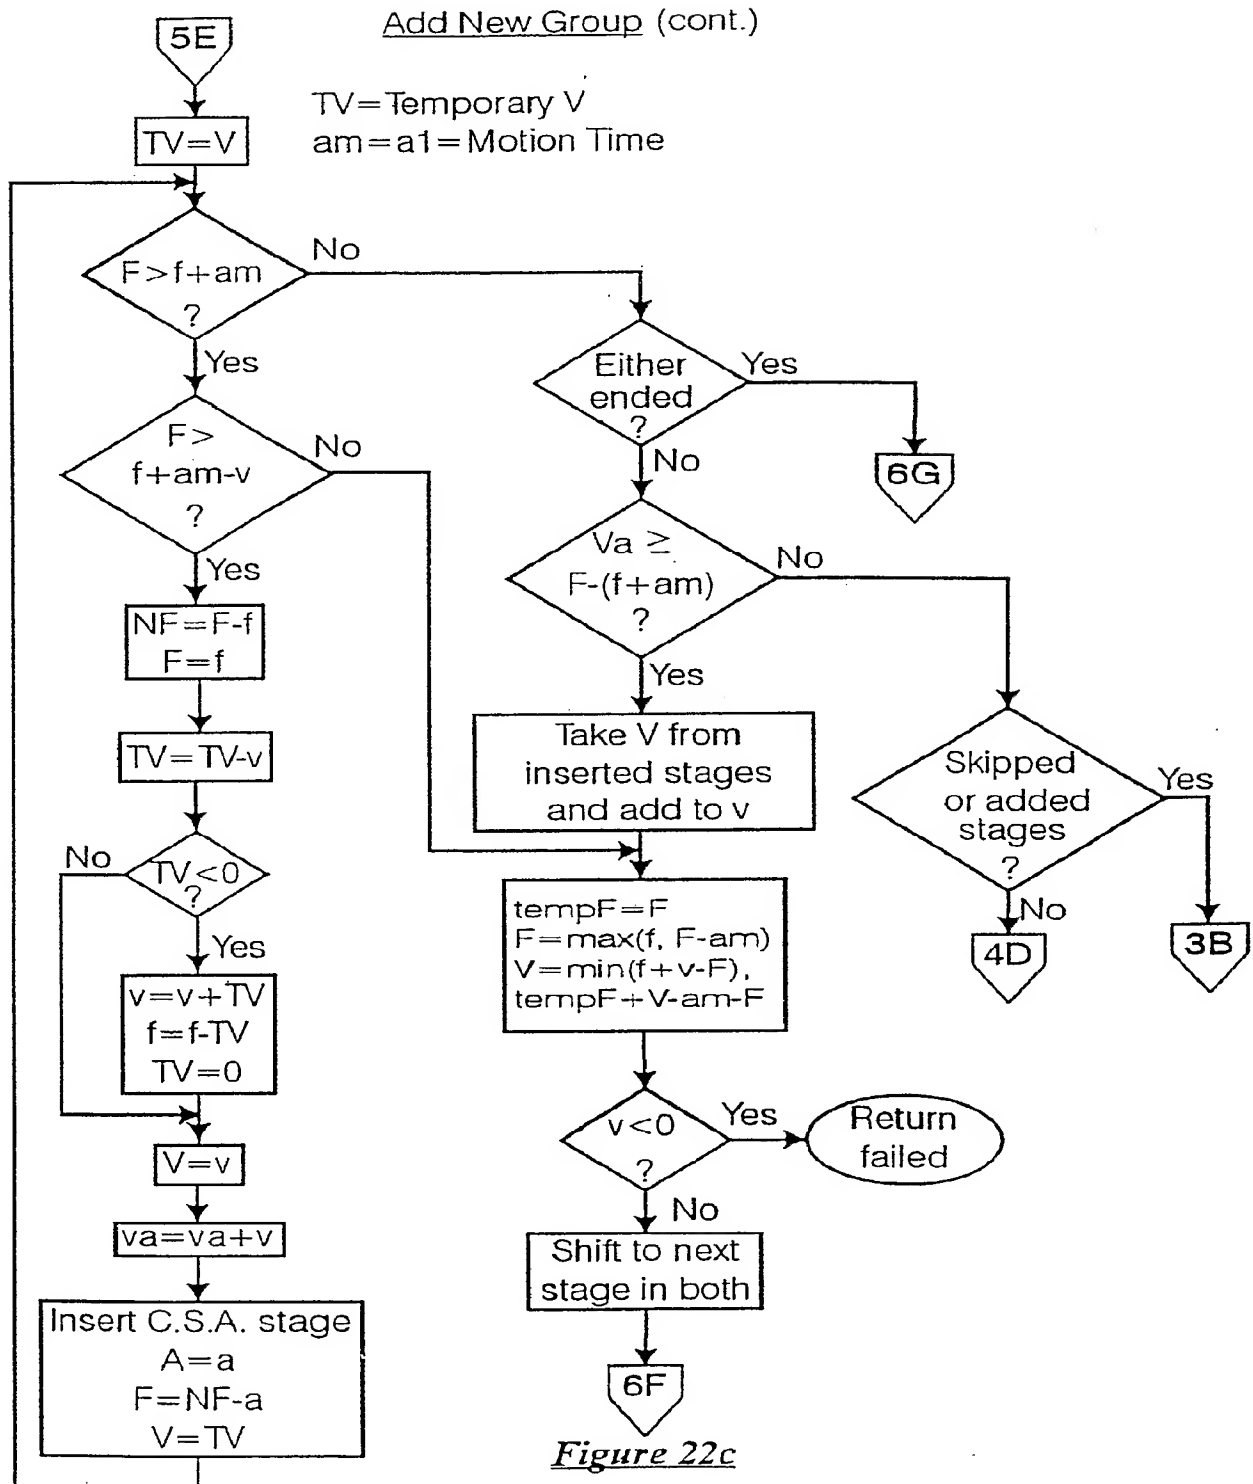 Add New Group (cont.)
5E
TV=Temporary V
am=a1=Motion Time
TV=V
F>f+am
?
No
Yes
Either
ended
?
Yes
No
6G
F>
f+am-v
?
No
Yes
Va ≥
F-(f+am)
?
No
Yes
NF=F-f
F=f
TV=TV-v
Take V from
inserted stages
and add to v
Skipped
or added
stages
?
Yes
No
3B
4D
TV<0
?
No
Yes
tempF=F
F=max(f, F-am)
V=min(f+v-F),
tempF+V-am-F
v=v+TV
f=f-TV
TV=0
v<0
?
Yes
No
Return
failed
V=v
va=va+v
Shift to next
stage in both
Insert C.S.A. stage
A=a
F=NF-a
V=TV
6F
Figure 22c